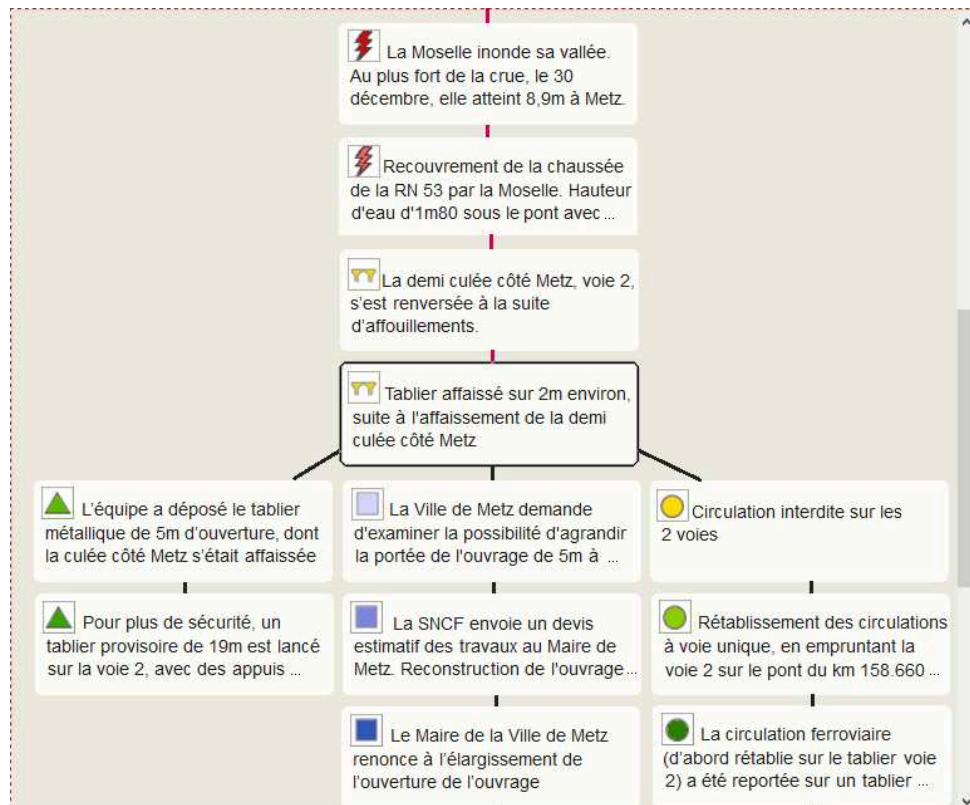 La Moselle inonde sa vallée.
Au plus fort de la crue, le 30
décembre, elle atteint 8,9m à Metz.
Recouvrement de la chaussée
de la RN 53 par la Moselle. Hauteur
d'eau d'1m80 sous le pont avec ...
La demi culée côté Metz, voie 2,
s’est renversée à la suite
d’affouillements.
Tablier affaissé sur 2m environ,
suite à l'affaissement de la demi
culée côté Metz
L’équipe a déposé le tablier
métallique de 5m d’ouverture, dont
la culée côté Metz s’était affaissée
Pour plus de sécurité, un
tablier provisoire de 19m est lancé
sur la voie 2, avec des appuis ...
La Ville de Metz demande
d'examiner la possibilité d'agrandir
la portée de l'ouvrage de 5m à ...
La SNCF envoie un devis
estimatif des travaux au Maire de
Metz. Reconstruction de l'ouvrage ...
Le Maire de la Ville de Metz
renonce à l’élargissement de
l’ouverture de l’ouvrage
Circulation interdite sur les
2 voies
Rétablissement des circulations
à voie unique, en empruntant la
voie 2 sur le pont du km 158.660 ...
La circulation ferroviaire
(d’abord rétablie sur le tablier voie
2) a été reportée sur un tablier ...